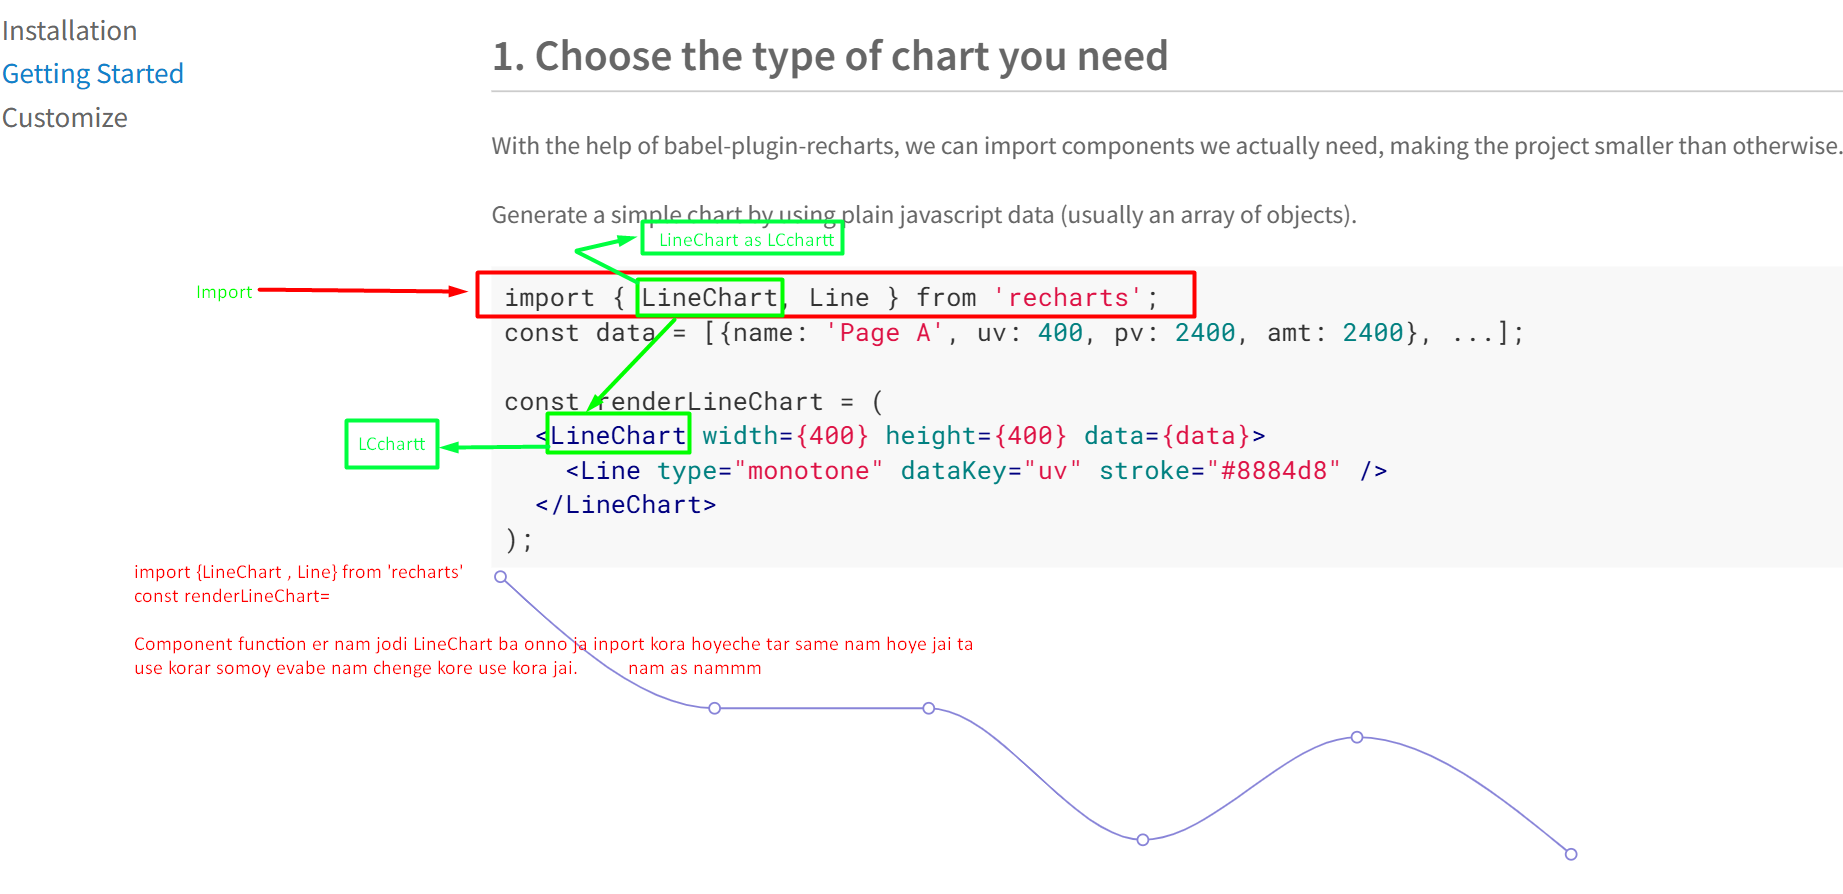 Installation
Getting Started
Customize
1. Choose the type of chart you need
With the help of babel-plugin-recharts, we can import components we actually need, making the project smaller than otherwise.
Generate a simple chart by using plain javascript data (usually an array of objects).
LineChart as LCchartt
Import
import { LineChart, Line } from 'recharts';
const data = [{name: 'Page A', uv: 400, pv: 2400, amt: 2400}, ...];
const renderLineChart = (
<LineChart width={400} height={400} data={data}>
LCchartt
<Line type="monotone" dataKey="uv" stroke="#8884d8" />
</LineChart>
);
import {LineChart , Line} from 'recharts'
const renderLineChart=
Component function er nam jodi LineChart ba onno ja inport kora hoyeche tar same nam hoye jai ta
use korar somoy evabe nam chenge kore use kora jai. nam as nammm